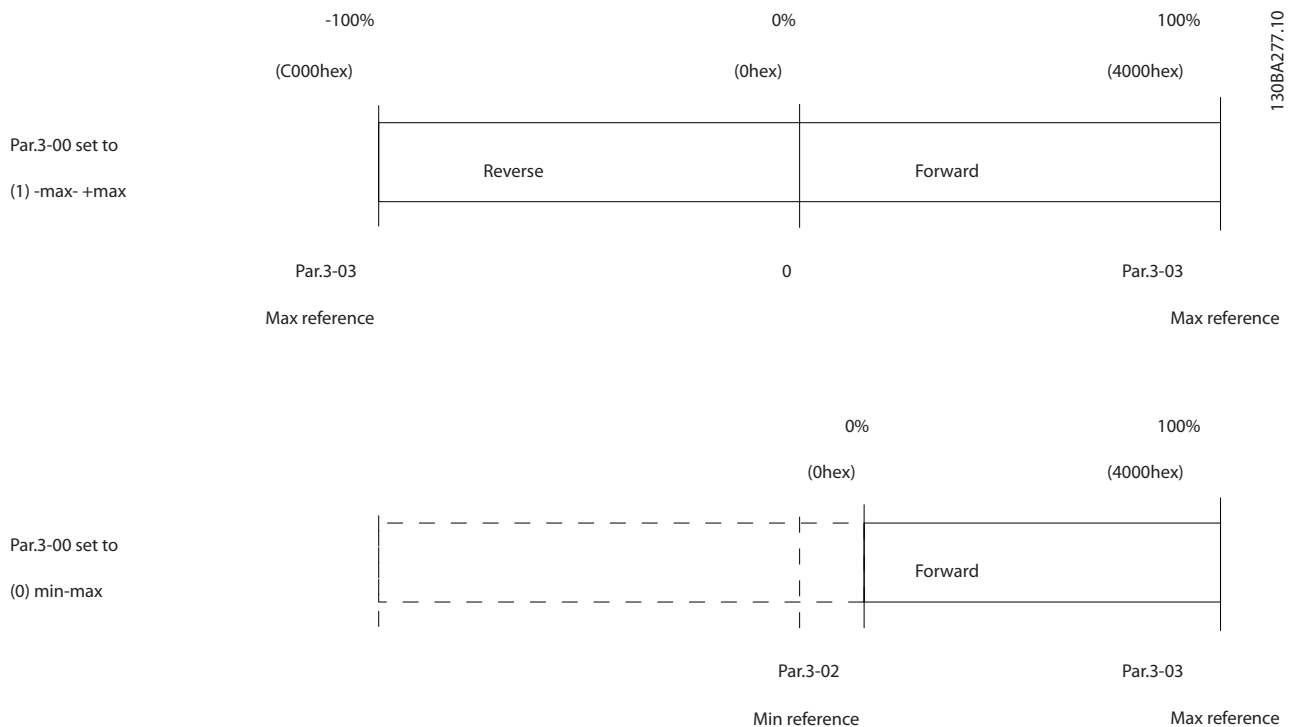 -100% 0% 100%
(C000hex) (0hex) (4000hex)
130BA277.10
Par.3-00 set to
(1) -max- +max
Reverse Forward
Par.3-03 0 Par.3-03
Max reference Max reference
0% 100%
(0hex) (4000hex)
Par.3-00 set to
(0) min-max
Forward
Par.3-02 Par.3-03
Min reference Max reference